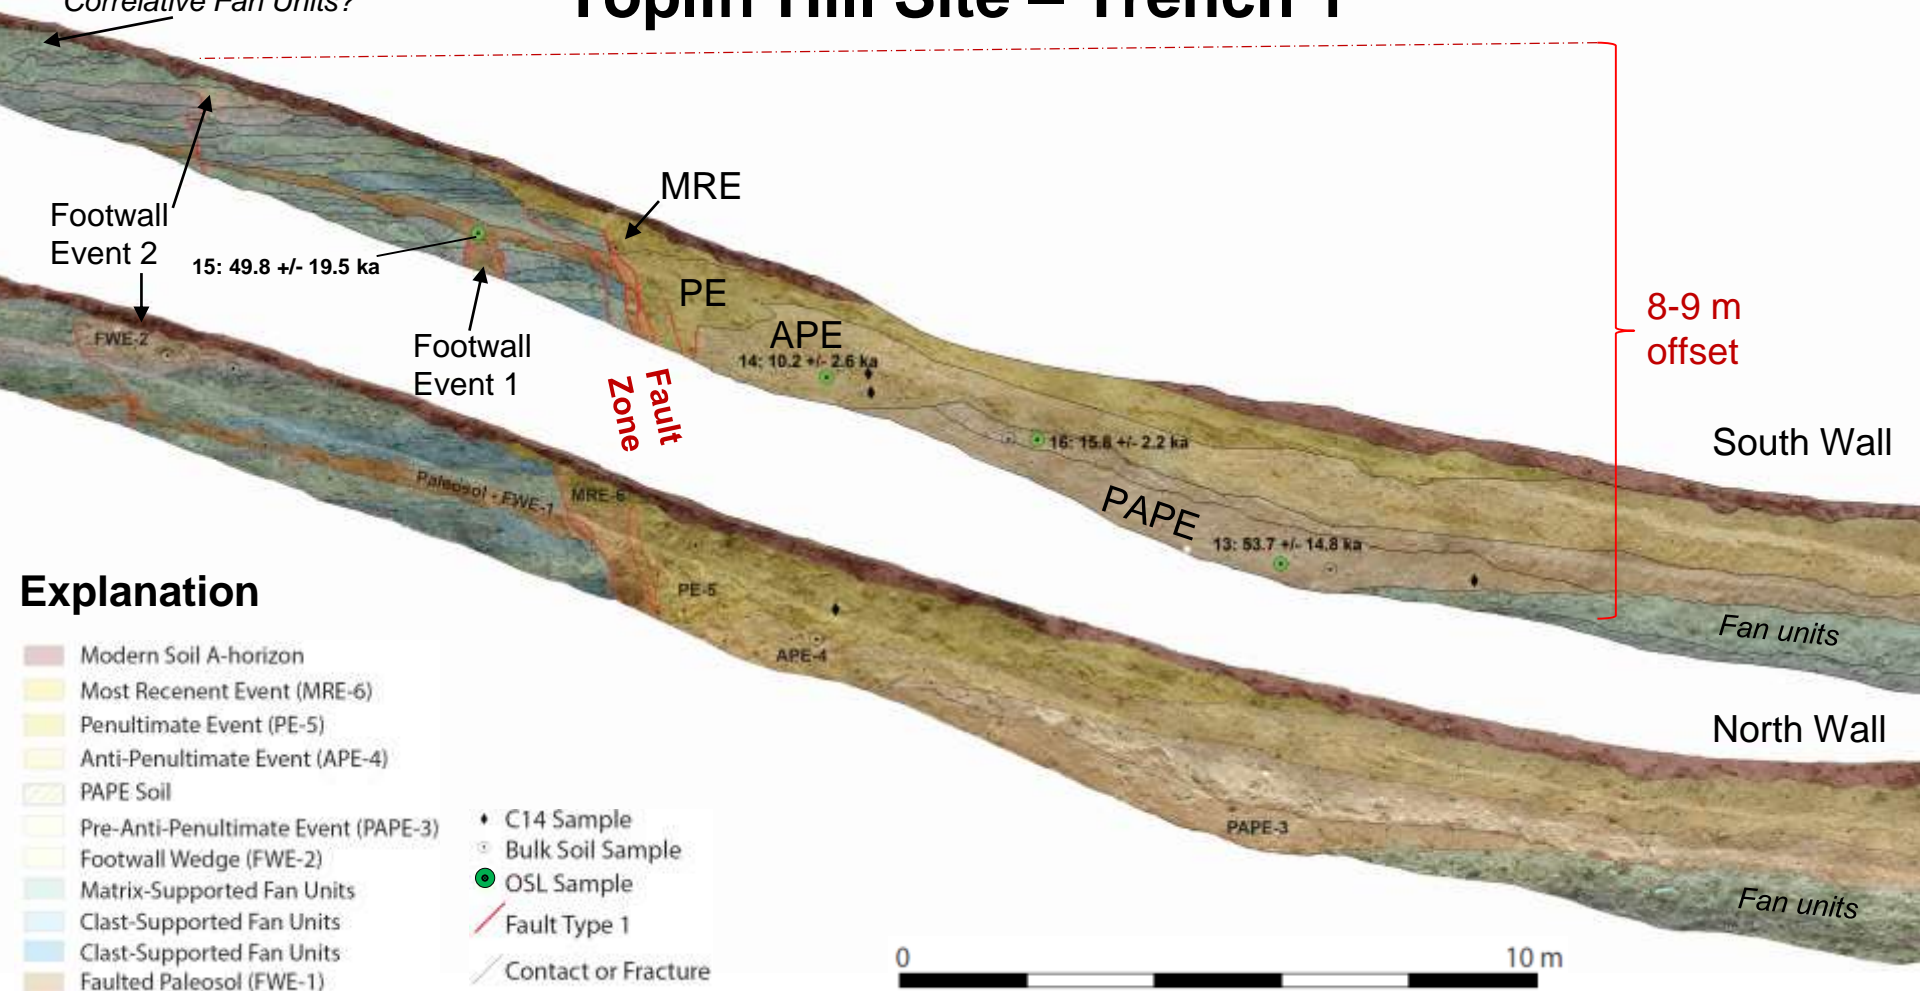 Correlative Fan Units?
Toplift Hill Site – Trench 1
MRE
Footwall
Event 2
15: 49.8 +/- 19.5 ka
PE
APE
14: 10.2 +/- 2.6 ka
8-9 m
offset
FWE-2
Footwall
Event 1
Fault
Zone
16: 15.8 +/- 2.2 ka
South Wall
Paleosol - FWE-1
MRE-6
PAPE
13: 53.7 +/- 14.8 ka
PE-5
Fan units
APE-4
North Wall
PAPE-3
Fan units
Explanation
Modern Soil A-horizon
Most Recenent Event (MRE-6)
Penultimate Event (PE-5)
Anti-Penultimate Event (APE-4)
PAPE Soil
Pre-Anti-Penultimate Event (PAPE-3)
Footwall Wedge (FWE-2)
Matrix-Supported Fan Units
Clast-Supported Fan Units
Clast-Supported Fan Units
Faulted Paleosol (FWE-1)
C14 Sample
Bulk Soil Sample
OSL Sample
Fault Type 1
Contact or Fracture
0 10 m